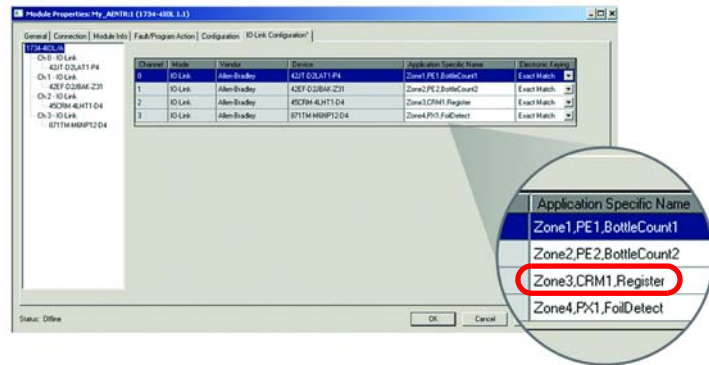 Module Properties: My_AENTR:1 (1734-4IOL 1.1)
General Connection Module Info Fault/Program Action Configuration IO-Link Configuration*
1734-4IOL/A
Ch 0 - IO-Link
42JT-D2LAT1-P4
Ch 1 - IO-Link
42EF-D2JBAK-Z31
Ch 2 - IO-Link
45CRM-4LHT1-D4
Ch 3 - IO-Link
871TM-M6NP12-D4
Channel Mode Vendor Device Application Specific Name Electronic Keying
0 IO-Link Allen-Bradley 42JT-D2LAT1-P4 Zone1,PE1,BottleCount1 Exact Match
1 IO-Link Allen-Bradley 42EF-D2JBAK-Z31 Zone2,PE2,BottleCount2 Exact Match
2 IO-Link Allen-Bradley 45CRM-4LHT1-D4 Zone3,CRM1,Register Exact Match
3 IO-Link Allen-Bradley 871TM-M6NP12-D4 Zone4,PX1,FoilDetect Exact Match
Application Specific Name
Zone1,PE1,BottleCount1
Zone2,PE2,BottleCount2
Zone3,CRM1,Register
Zone4,PX1,FoilDetect
Status: Offline
OK Cancel